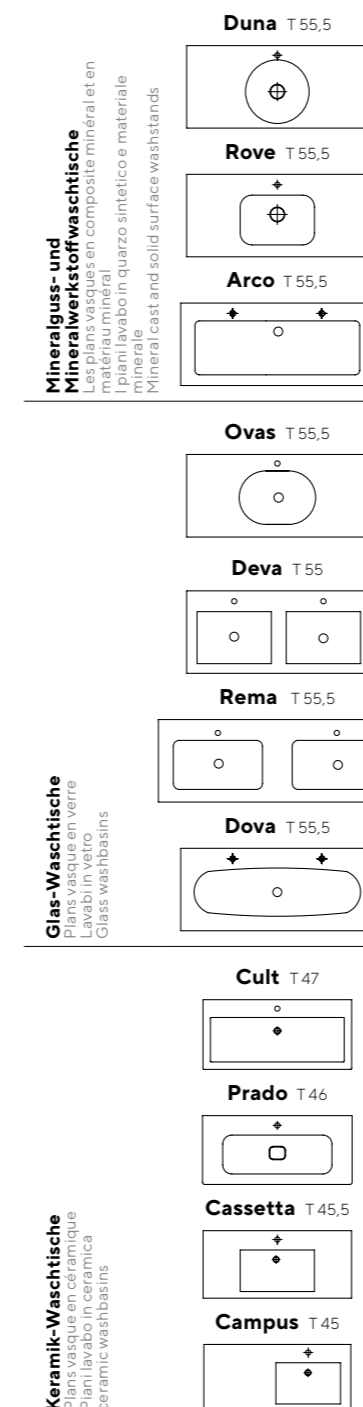 Mineralguss- und
Mineralwerkstoffwaschtische
Les plans vasques en composite minéral et en
matériau minéral
I piani lavabo in quarzo sintetico e materiale
minerale
Mineral cast and solid surface washstands
Duna T 55,5
Rove T 55,5
Arco T 55,5
Glas-Waschtische
Plans vasque en verre
Lavabi in vetro
Glass washbasins
Ovas T 55,5
Deva T 55
Rema T 55,5
Dova T 55,5
Keramik-Waschtische
Plans vasque en céramique
Piani lavabo in ceramica
ceramic washbasins
Cult T 47
Prado T 46
Cassetta T 45,5
Campus T 45